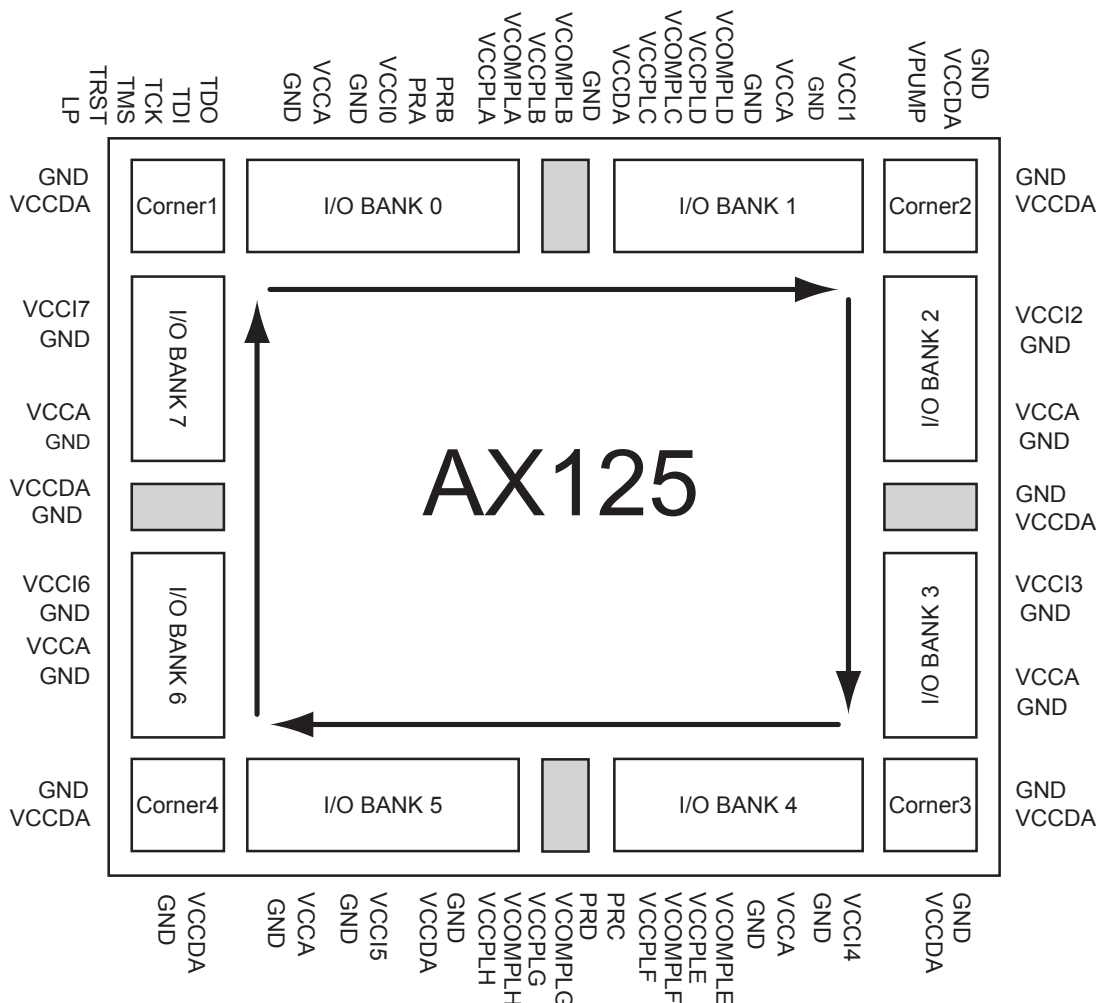 LP
TRST
TMS
TCK
TDI
TDO
GND
VCCA
GND
VCCI0
PRA
PRB
VCCPLA
VCOMPLA
VCCPLB
VCOMPLB
GND
VCCDA
VCCPLC
VCOMPLC
VCCPLD
VCOMPLD
GND
VCCA
GND
VCCI1
VPUMP
VCCDA
GND
GND
VCCDA
Corner1
I/O BANK 0
I/O BANK 1
Corner2
GND
VCCDA
VCCI7
GND
VCCA
GND
I/O BANK 7
I/O BANK 2
VCCI2
GND
VCCA
GND
AX125
VCCDA
GND
GND
VCCDA
VCCI6
GND
VCCA
GND
I/O BANK 6
I/O BANK 3
VCCI3
GND
VCCA
GND
GND
VCCDA
Corner4
I/O BANK 5
I/O BANK 4
Corner3
GND
VCCDA
GND
VCCDA
GND
VCCA
GND
VCCI5
VCCDA
GND
VCCPLH
VCOMPLH
VCCPLG
VCOMPLG
PRD
PRC
VCCPLF
VCOMPLF
VCCPLE
VCOMPLE
GND
VCCA
GND
VCCI4
VCCDA
GND